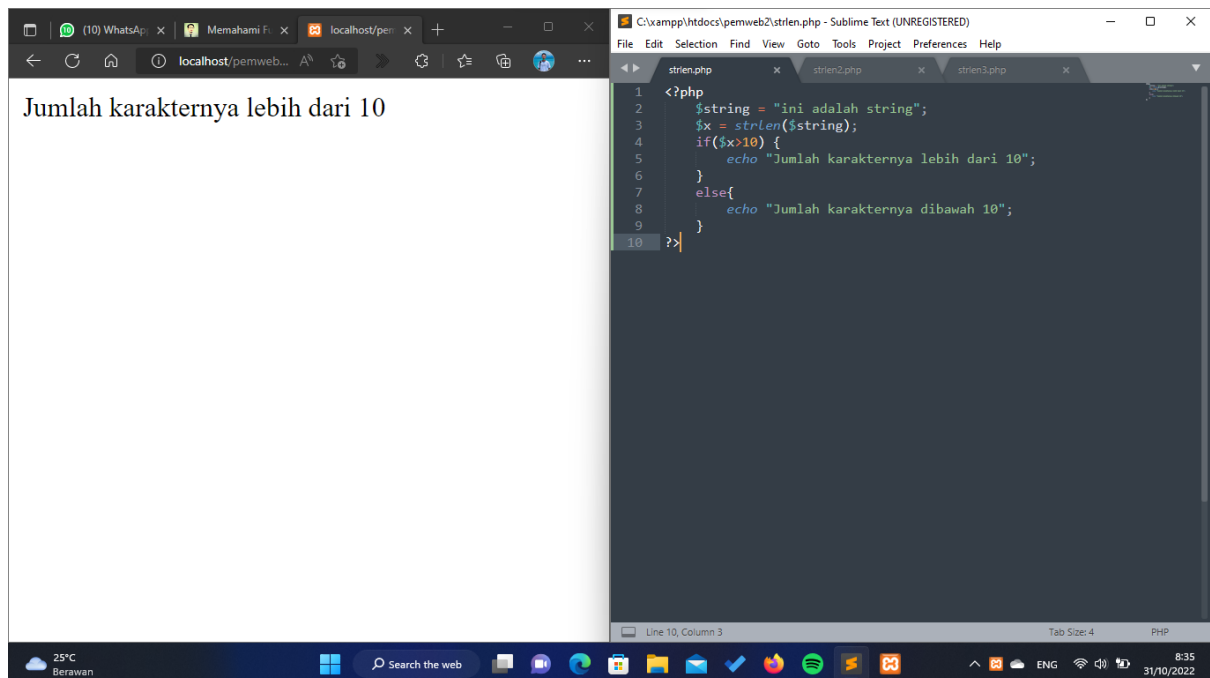 (10) WhatsAp
Memahami Fu
localhost/pem
localhost/pemweb...
Jumlah karakternya lebih dari 10
C:\xampp\htdocs\pemweb2\strlen.php - Sublime Text (UNREGISTERED)
File Edit Selection Find View Goto Tools Project Preferences Help
strlen.php strlen2.php strlen3.php
1 <?php
2 $string = "ini adalah string";
3 $x = strlen($string);
4 if($x>10) {
5 echo "Jumlah karakternya lebih dari 10";
6 }
7 else{
8 echo "Jumlah karakternya dibawah 10";
9 }
10 ?>
Line 10, Column 3 Tab Size: 4 PHP
25°C
Berawan
Search the web
ENG
8:35
31/10/2022